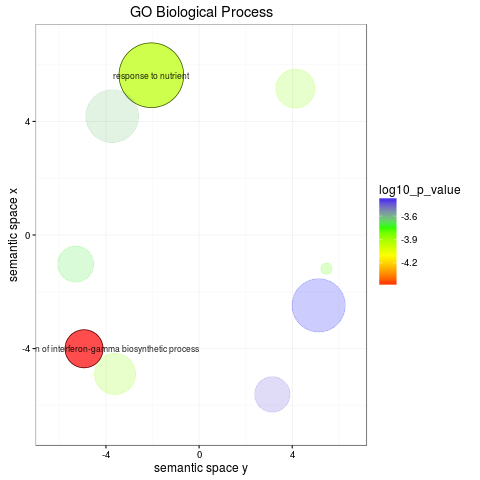 GO Biological Process
response to nutrient
n of interferon-gamma biosynthetic process
4
0
-4
-4
0
4
semantic space x
semantic space y
log10_p_value
-3.6
-3.9
-4.2